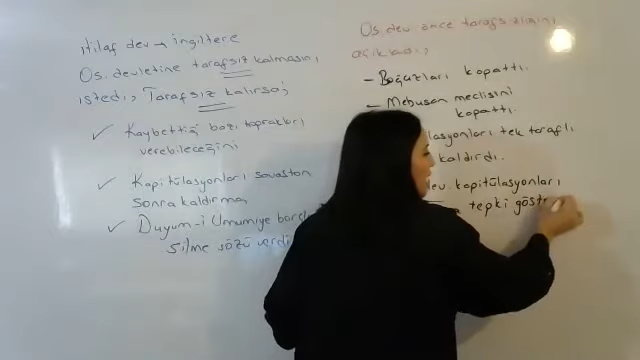 itilaf dev → ingiltere
Os. devletine tarafsız kalmasını
istedi, Tarafsız kalırsa;
✓ Kaybettiği bazı toprakları
verebileceğini
✓ Kapitülasyonları savaştan
sonra kaldırma,
✓ Duyum-i Umumiye borcl
silme sözü verdi
Os. dev. önce tarafsızlığını
açıkladı,
- Boğazları kapattı.
- Mebusan meclisini
kapattı.
lasyonları tek taraflı
kaldırdı.
dev. kapitülasyonları
tepki göst